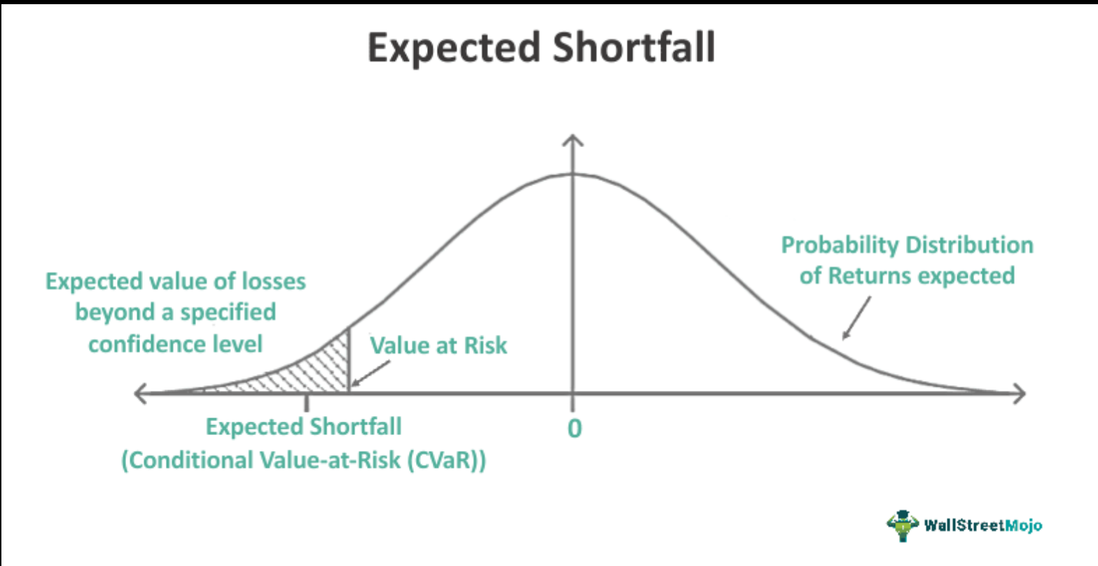 Expected Shortfall
Probability Distribution
of Returns expected
Expected value of losses
beyond a specified
confidence level
Value at Risk
Expected Shortfall
(Conditional Value-at-Risk (CVaR))
0
WallStreetMojo